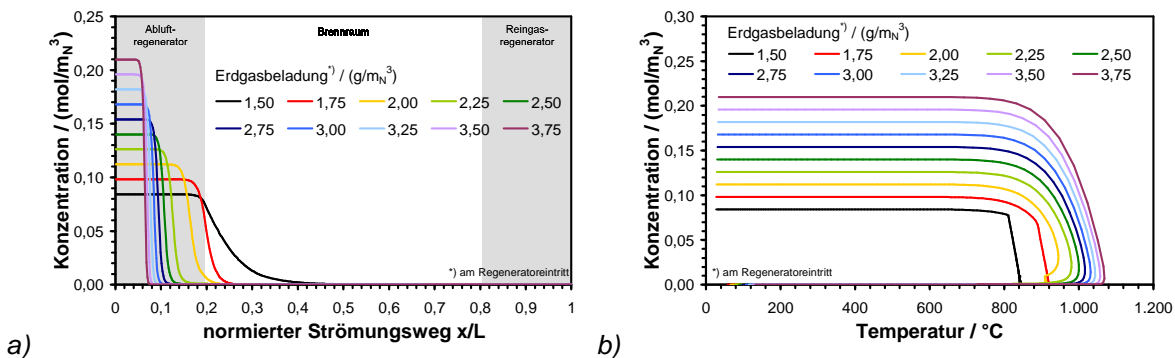 0,25
0,20
0,15
0,10
0,05
0,00
Konzentration / (mol/mN3)
Abluft-
regenerator
Brennraum
Reingas-
regenerator
Erdgasbeladung*) / (g/mN3)
1,50 1,75 2,00 2,25 2,50
2,75 3,00 3,25 3,50 3,75
*) am Regeneratoreintritt
0 0,1 0,2 0,3 0,4 0,5 0,6 0,7 0,8 0,9 1
normierter Strömungsweg x/L
a)
0,30
0,25
0,20
0,15
0,10
0,05
0,00
Konzentration / (mol/mN3)
Erdgasbeladung*) / (g/mN3)
1,50 1,75 2,00 2,25 2,50
2,75 3,00 3,25 3,50 3,75
*) am Regeneratoreintritt
0 200 400 600 800 1.000 1.200
Temperatur / °C
b)